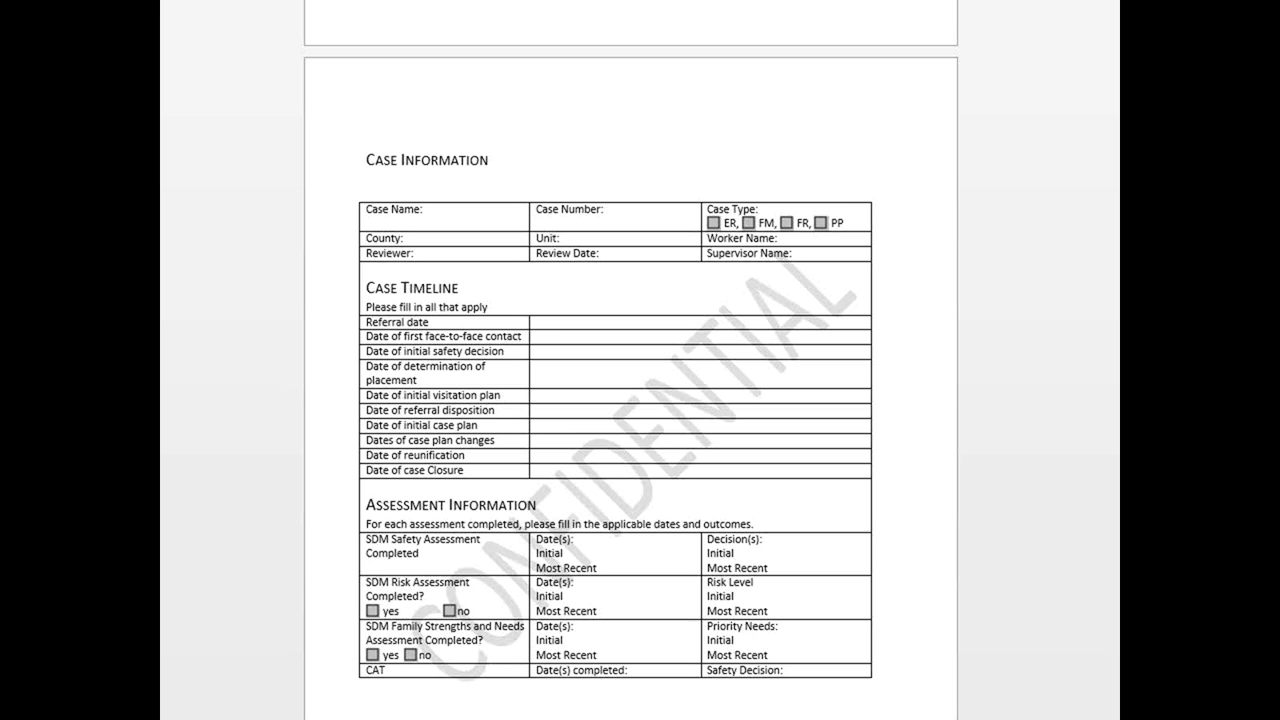 CASE INFORMATION
Case Name: Case Number: Case Type:
ER, FM, FR, PP
County: Unit: Worker Name:
Reviewer: Review Date: Supervisor Name:
CASE TIMELINE
Please fill in all that apply
Referral date
Date of first face-to-face contact
Date of initial safety decision
Date of determination of
placement
Date of initial visitation plan
Date of referral disposition
Date of initial case plan
Dates of case plan changes
Date of reunification
Date of case Closure
ASSESSMENT INFORMATION
For each assessment completed, please fill in the applicable dates and outcomes.
SDM Safety Assessment Date(s): Decision(s):
Completed Initial Initial
Most Recent Most Recent
SDM Risk Assessment Date(s): Risk Level
Completed? Initial Initial
yes no Most Recent Most Recent
SDM Family Strengths and Needs Date(s): Priority Needs:
Assessment Completed? Initial Initial
yes no Most Recent Most Recent
CAT Date(s) completed: Safety Decision:
CONFIDENTIAL